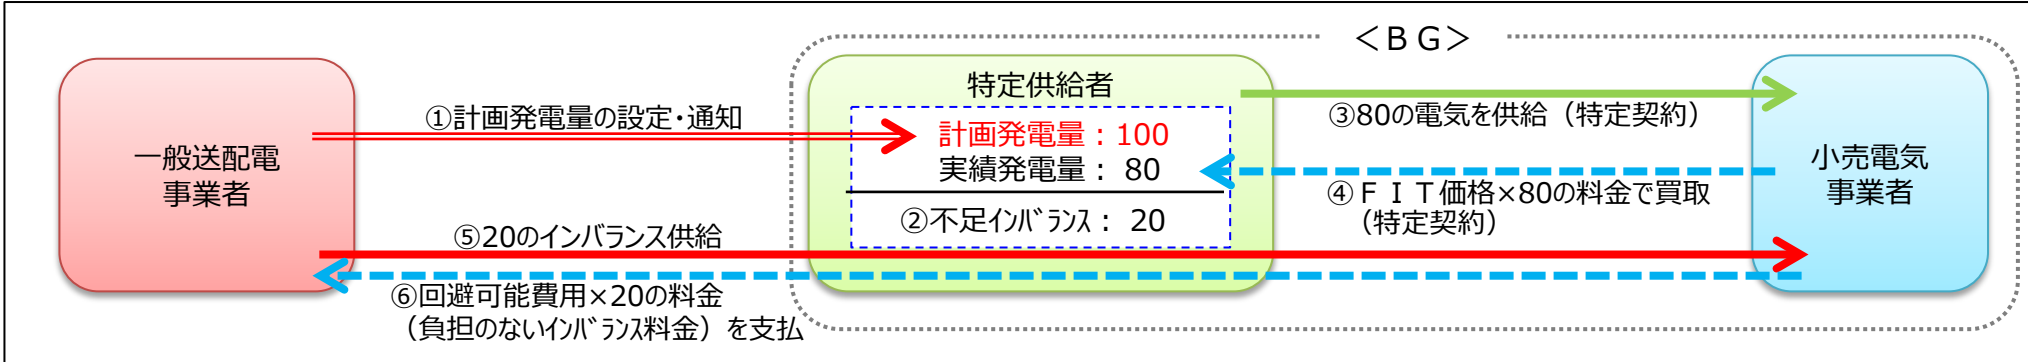 ＜ＢＧ＞
一般送配電
事業者
①計画発電量の設定・通知
特定供給者
計画発電量：100
実績発電量： 80
②不足ｲﾝﾊﾞﾗﾝｽ： 20
③80の電気を供給（特定契約）
④ＦＩＴ価格×80の料金で買取
（特定契約）
小売電気
事業者
⑤20のインバランス供給
⑥回避可能費用×20の料金
（負担のないｲﾝﾊﾞﾗﾝｽ料金）を支払